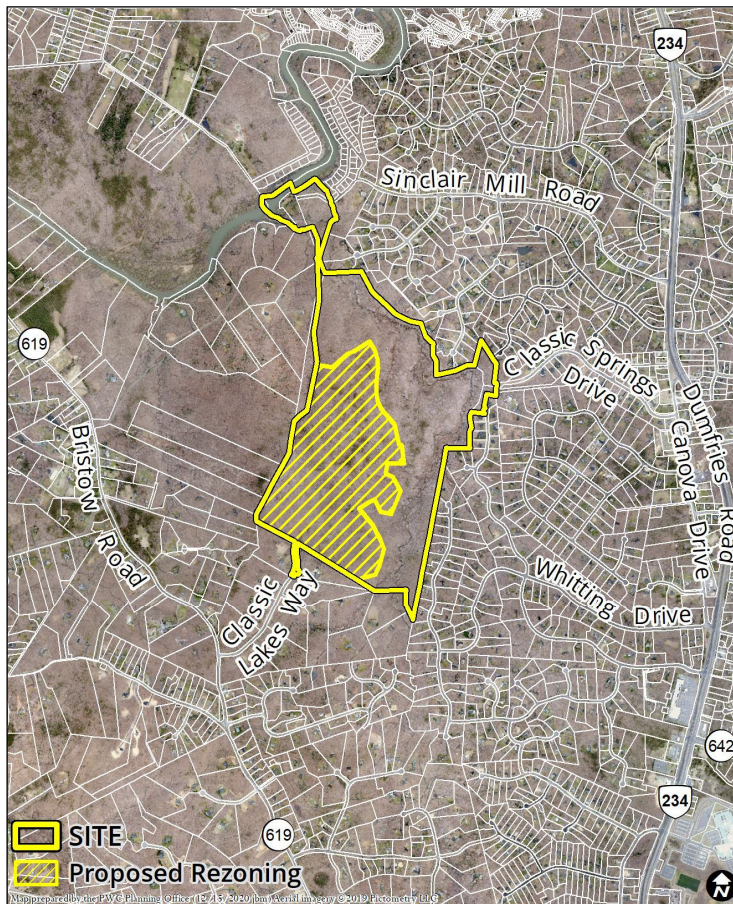 234
Sinclair Mill Road
619
Classic Springs
Drive
Dumfries
Road
Canova Drive
Bristow
Road
Whitting Drive
Classic
Lakes Way
642
234
619
SITE
Proposed Rezoning
N
Map prepared by the PWC Planning Office (12/15/2020 jbm) Aerial imagery ©2019 Pictometry LLC